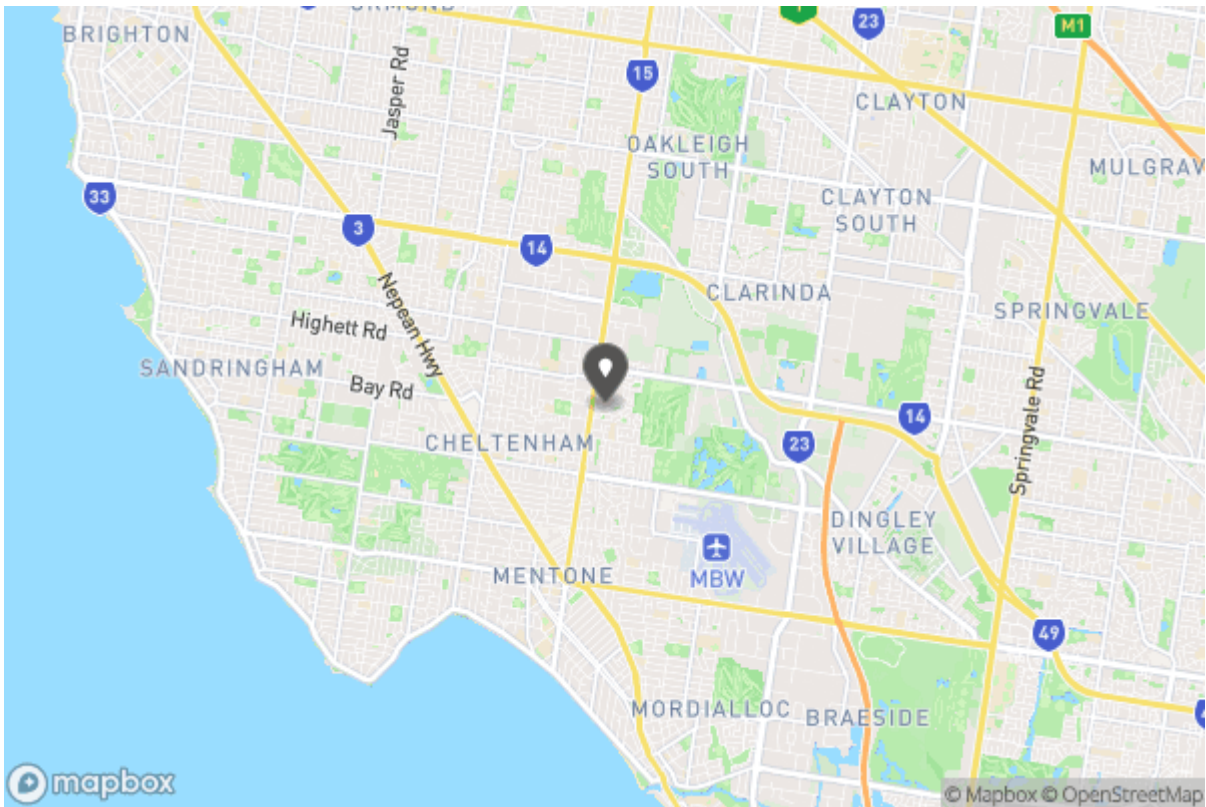 ORMOND
BRIGHTON
23
1
M1
15
Jasper Rd
CLAYTON
OAKLEIGH
SOUTH
MULGRAV
33
CLAYTON
SOUTH
3
14
Nepean Hwy
CLARINDA
SPRINGVALE
Highett Rd
SANDRINGHAM
Bay Rd
14
CHELTENHAM
23
Springvale Rd
DINGLEY
VILLAGE
MBW
MENTONE
49
MORDIALLOC
BRAESIDE
mapbox
© Mapbox © OpenStreetMap